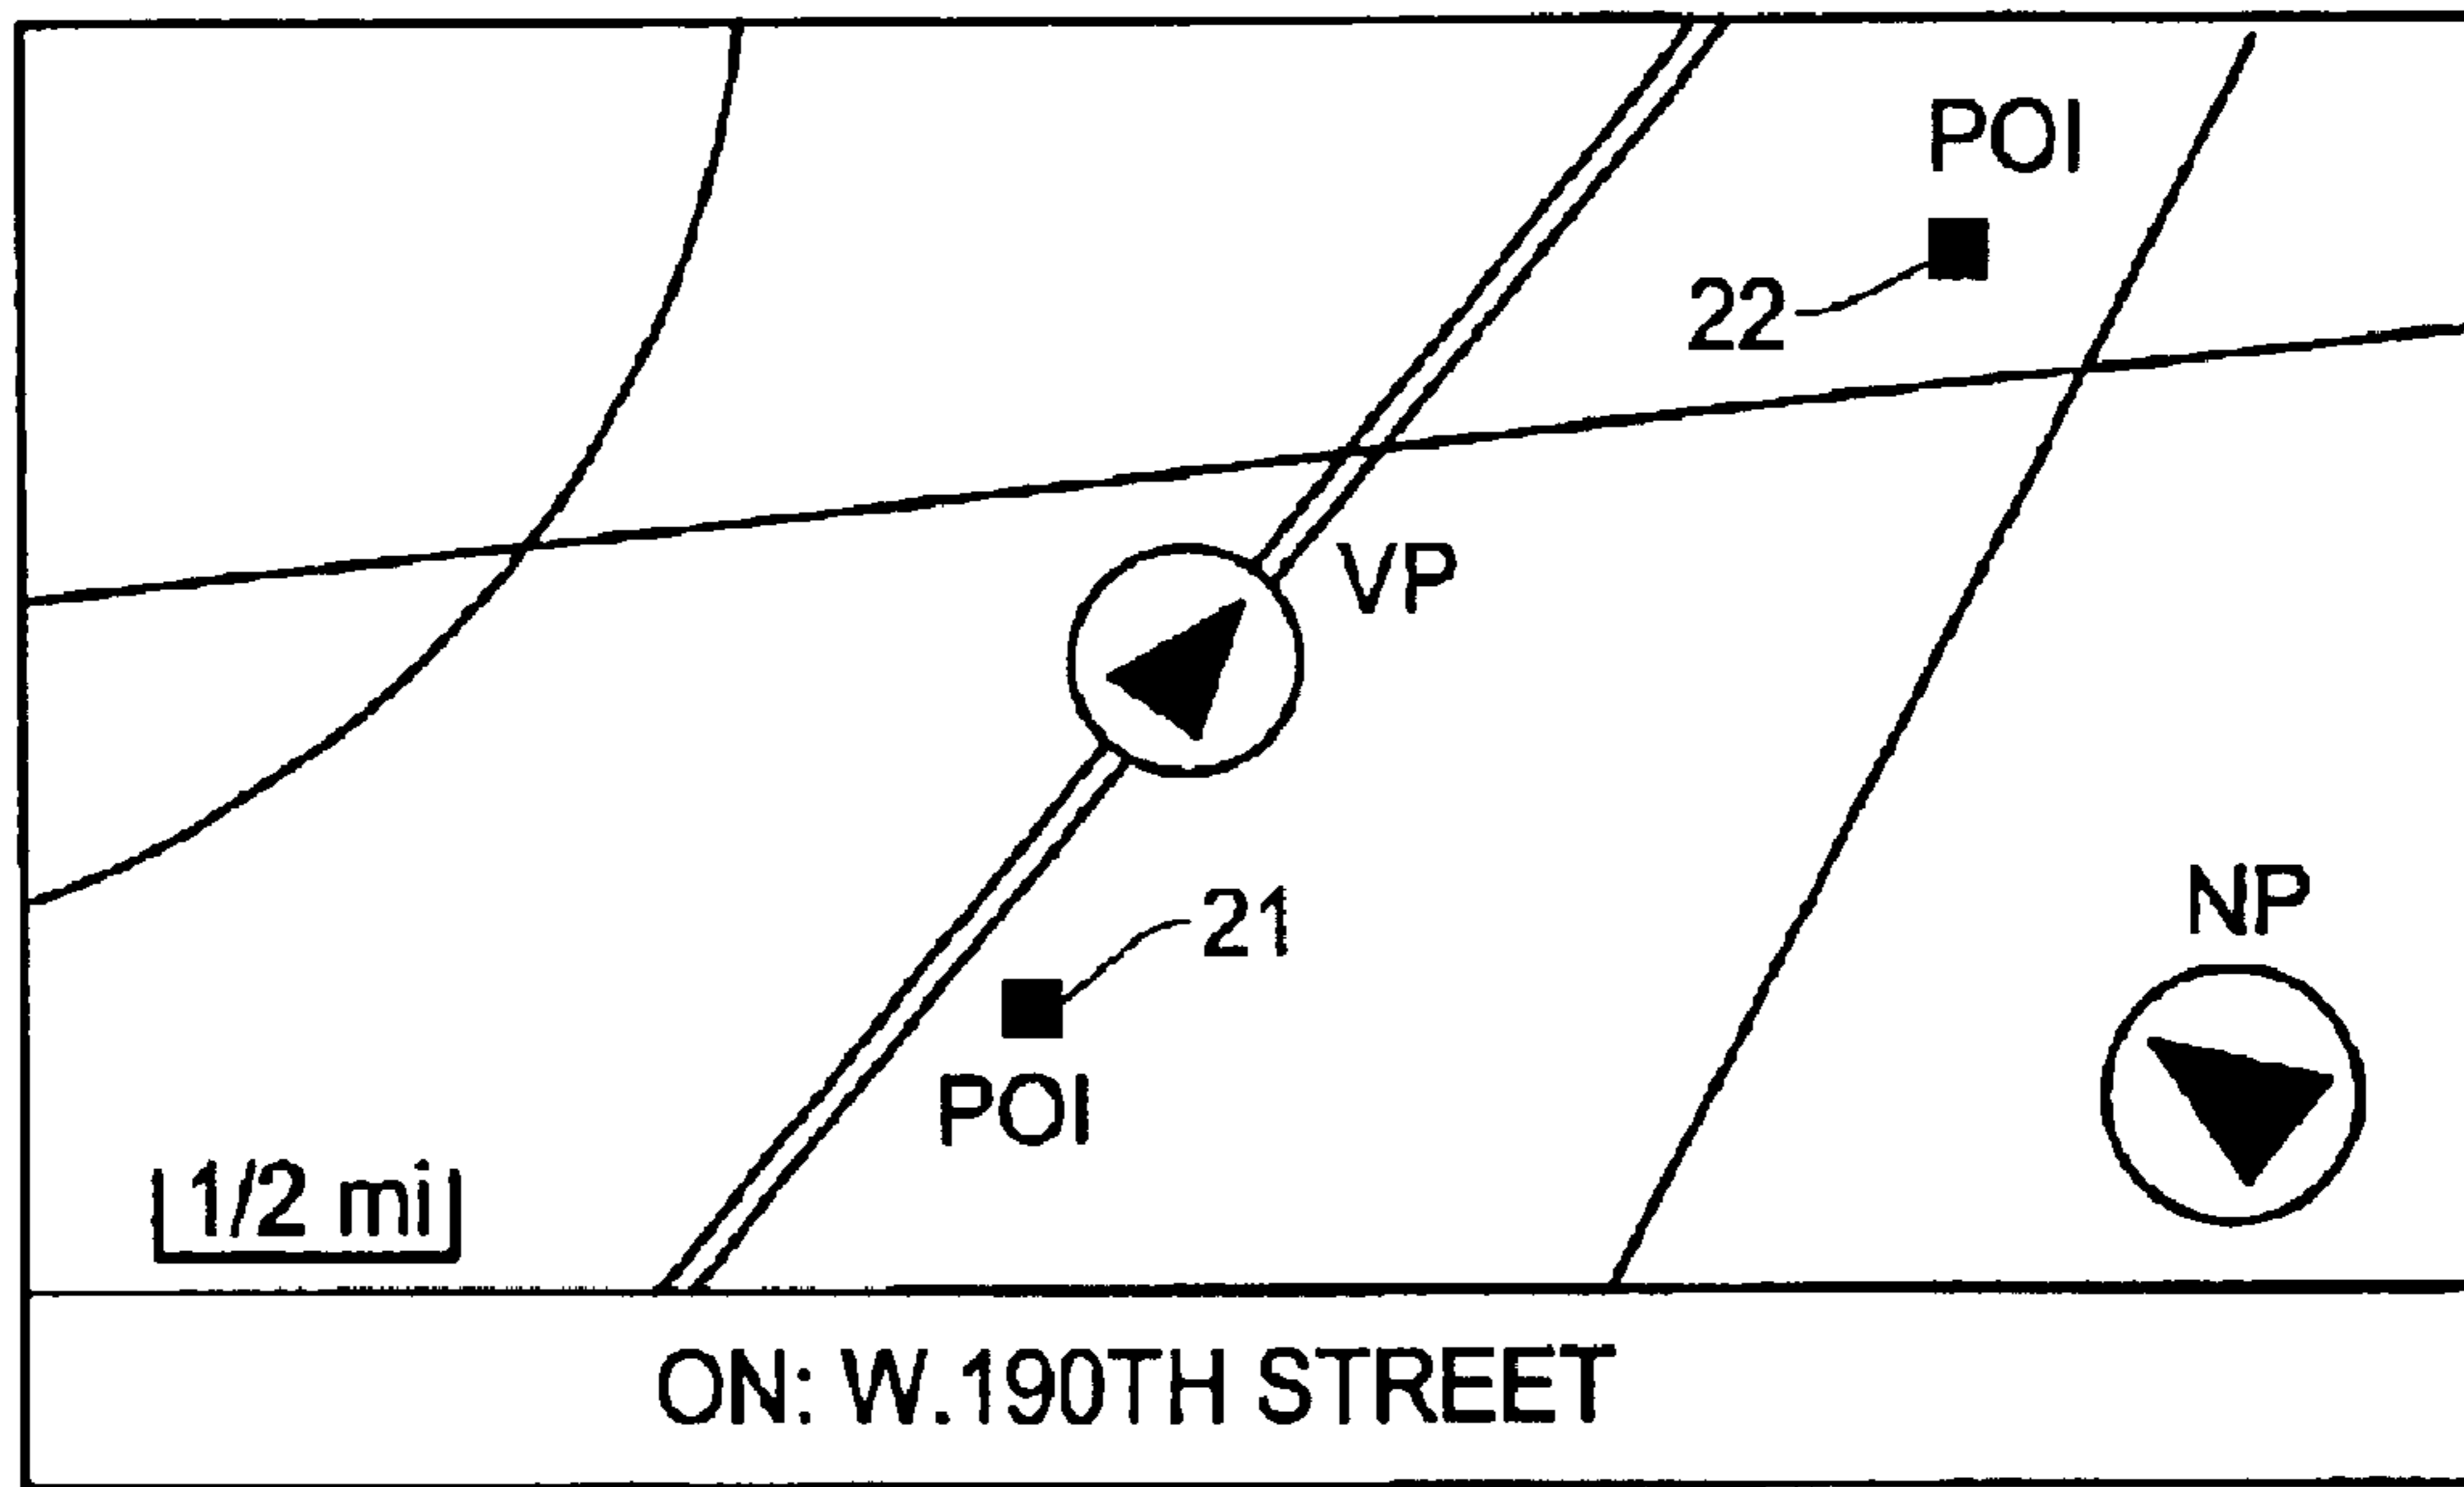 POI
22
VP
21
NP
POI
1/2 mi
ON: W.190TH STREET